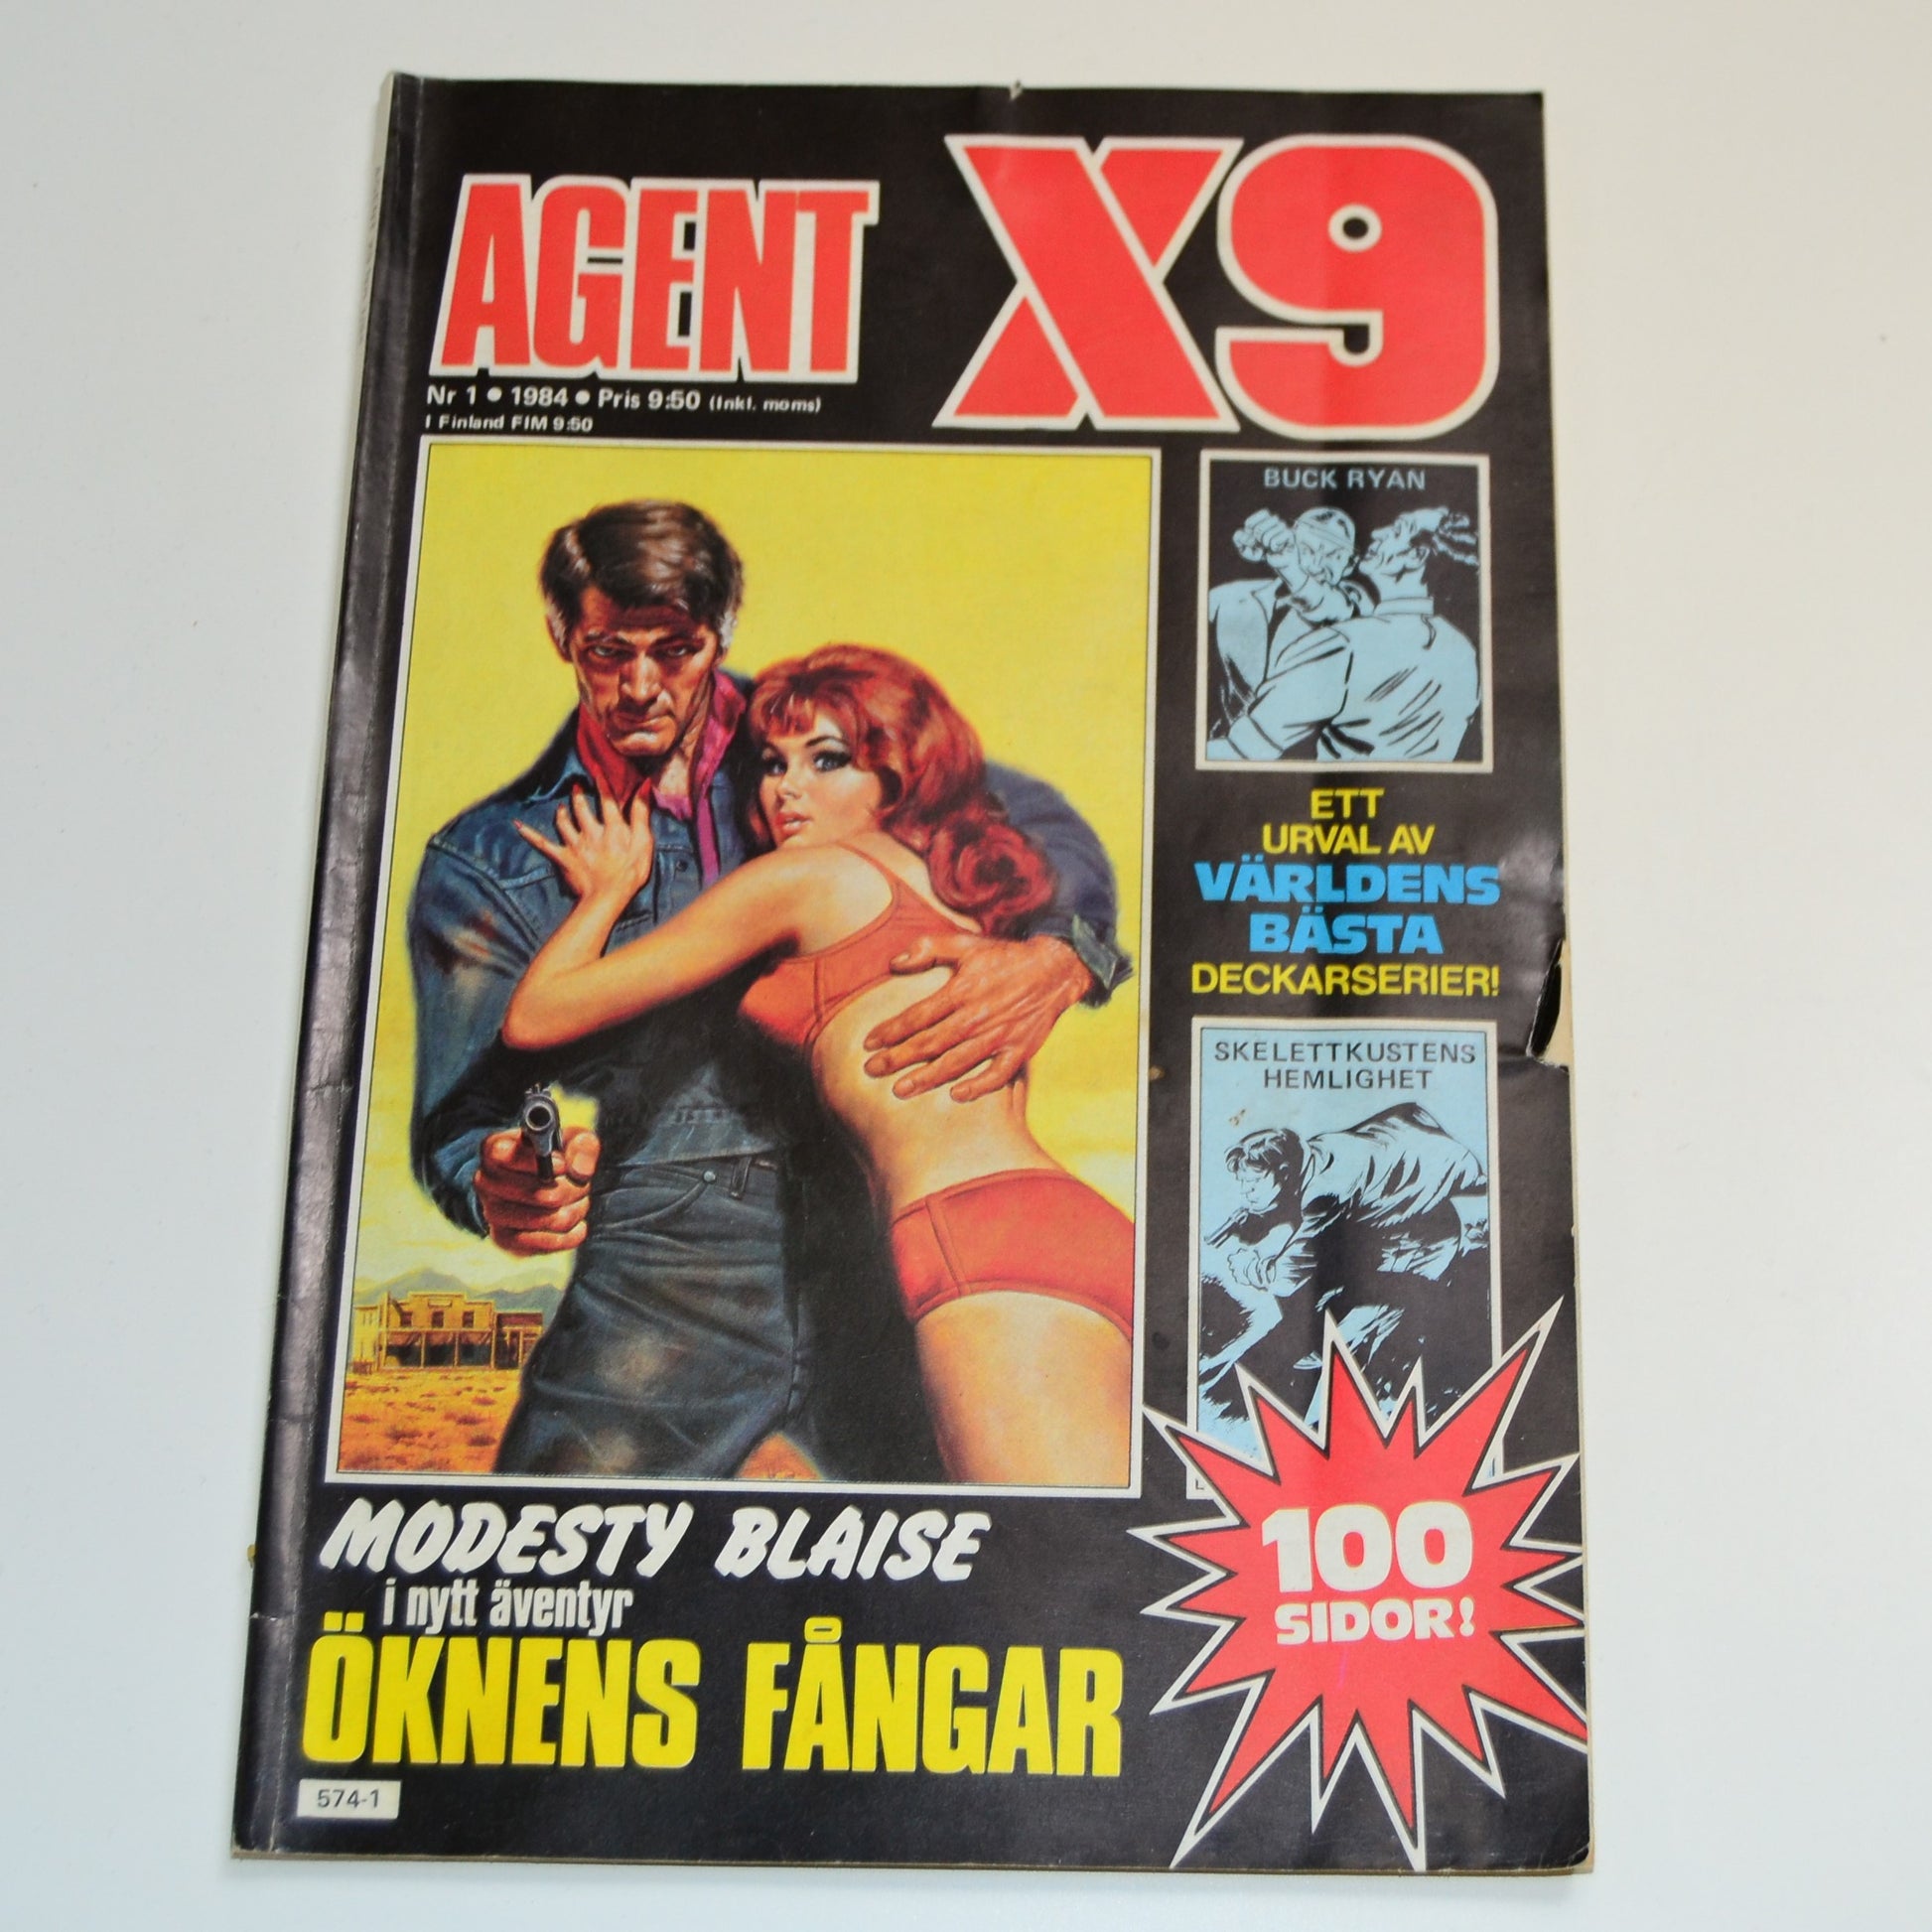 AGENT X9
Nr 1 • 1984 • Pris 9:50 (Inkl. moms)
I Finland FIM 9:50
BUCK RYAN
ETT
URVAL AV
VÄRLDENS
BÄSTA
DECKARSERIER!
SKELETTKUSTENS
HEMLIGHET
100
SIDOR!
MODESTY BLAISE
i nytt äventyr
ÖKNENS FÅNGAR
574-1